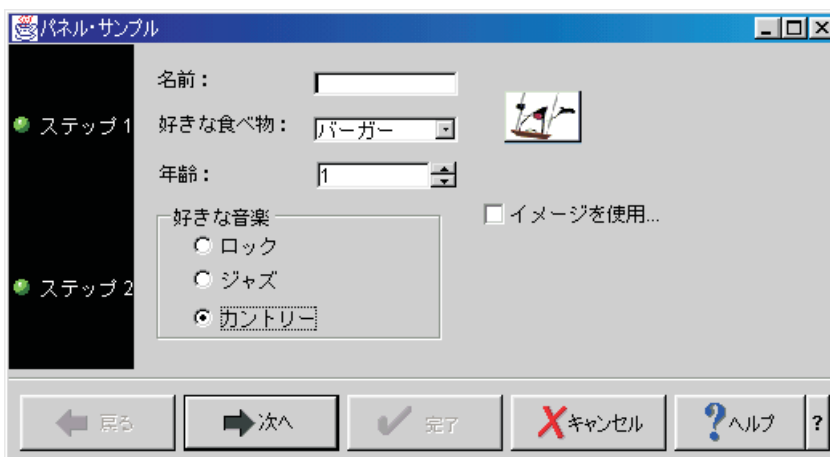 パネル・サンプル
名前：
ステップ 1
好きな食べ物： バーガー
年齢： 1
好きな音楽
イメージを使用...
ロック
ジャズ
ステップ 2
カントリー
戻る 次へ 完了 キャンセル ヘルプ ?